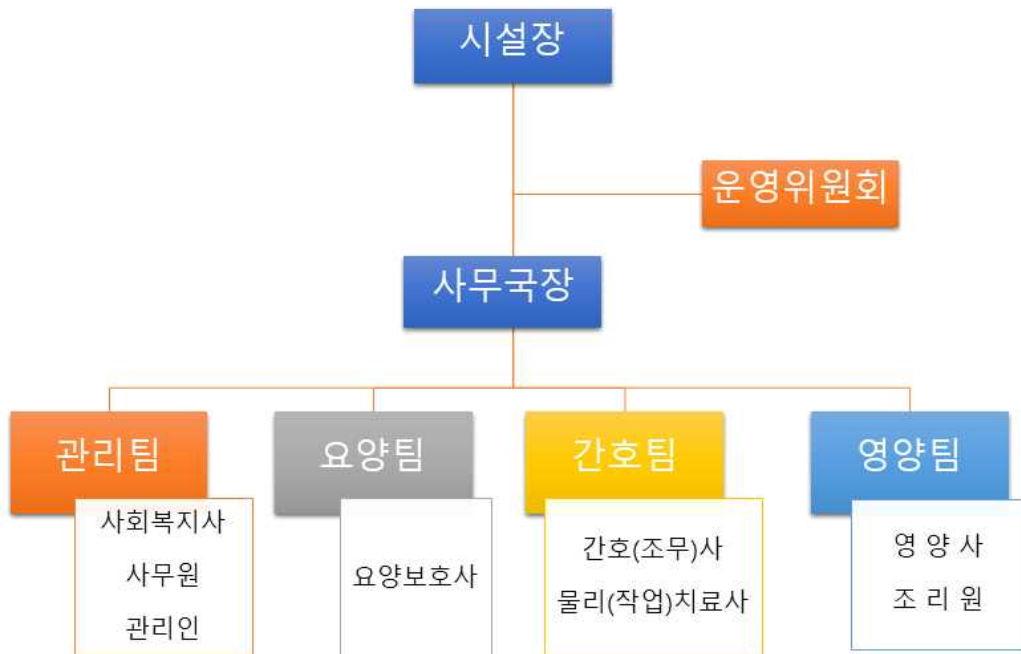 시설장
운영위원회
사무국장
관리팀
사회복지사
사무원
관리인
요양팀
요양보호사
간호팀
간호(조무)사
물리(작업)치료사
영양팀
영 양 사
조 리 원